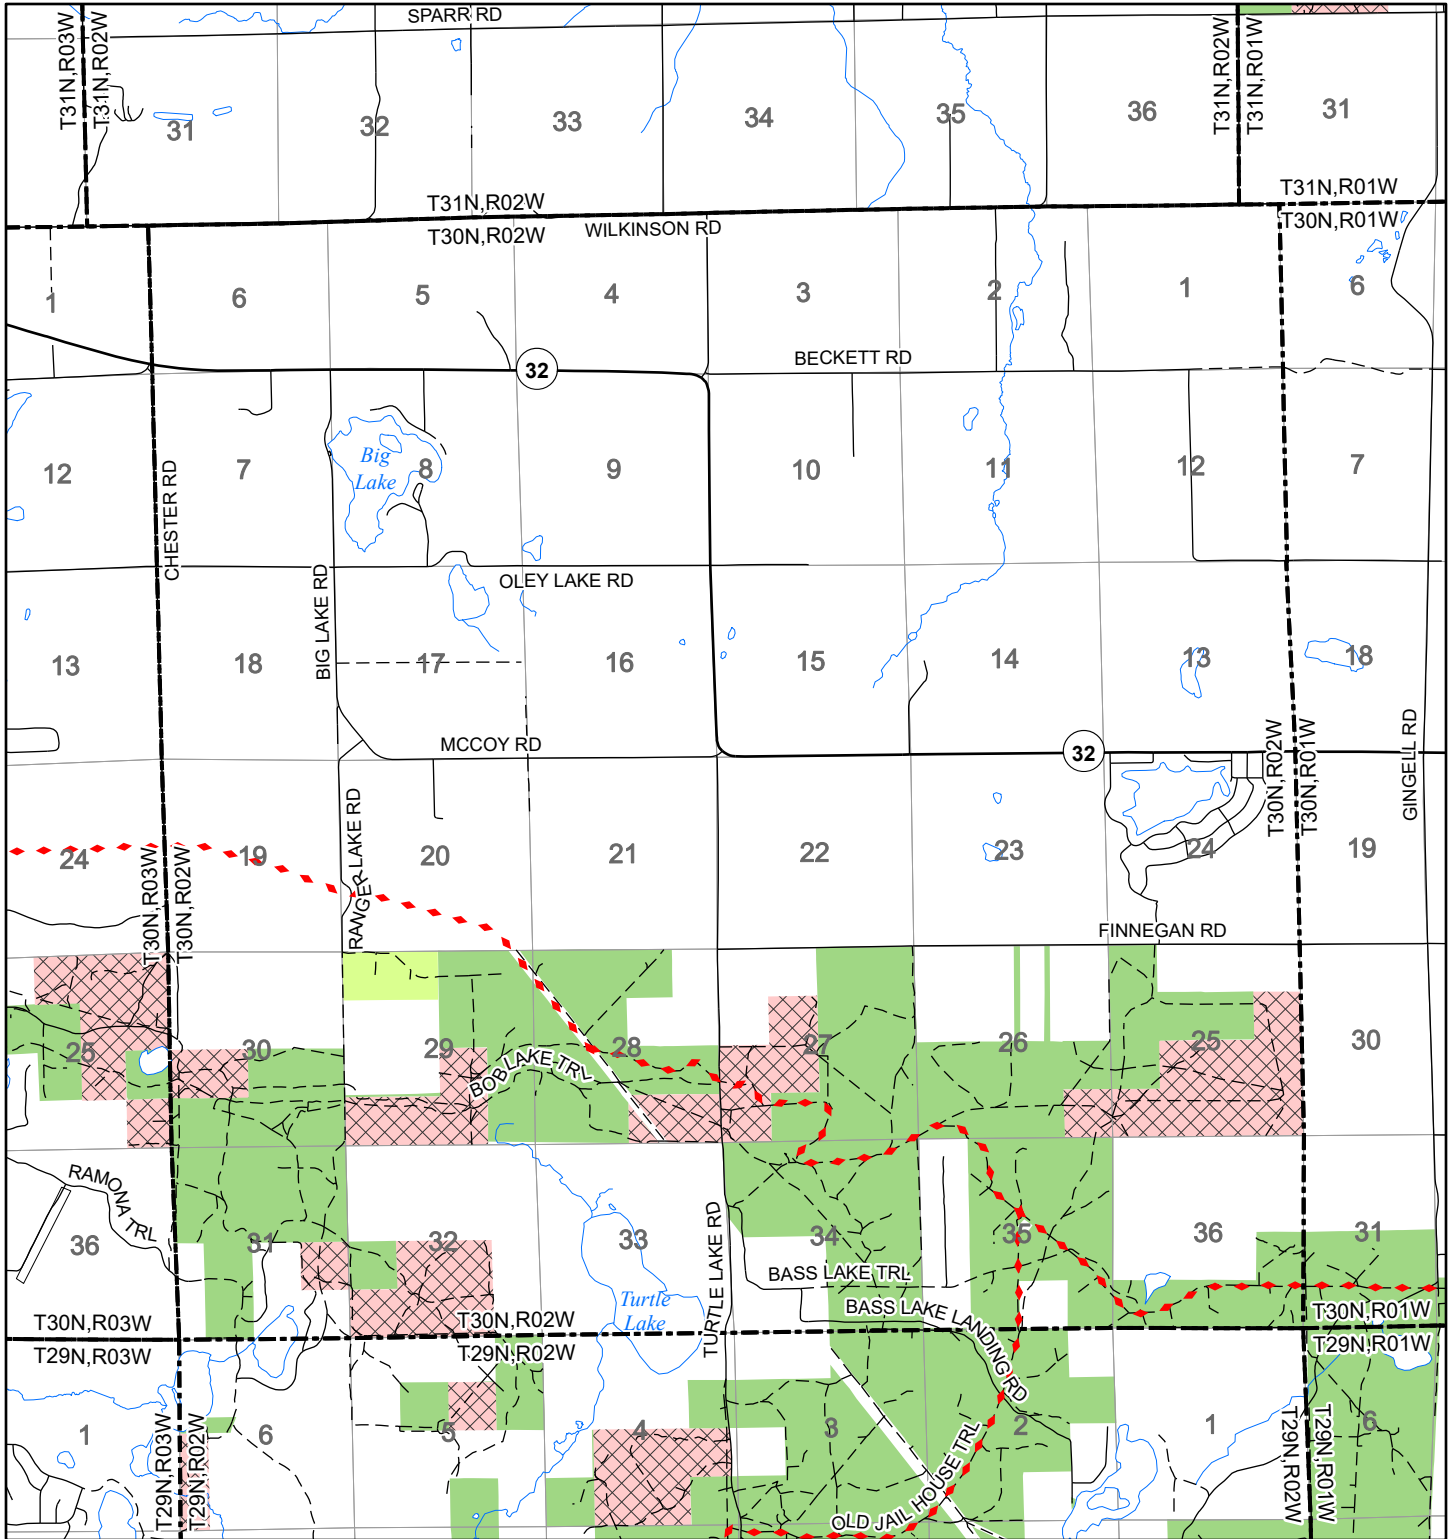 SPARR RD
T31N,R03W
T31N,R02W
T31N,R02W
T31N,R01W
31
32
33
34
35
36
31
T31N,R02W
T31N,R01W
T30N,R02W
WILKINSON RD
T30N,R01W
1
6
5
4
3
2
1
6
32
BECKETT RD
Big
Lake
12
7
8
9
10
11
12
7
CHESTER RD
OLEY LAKE RD
BIG LAKE RD
13
18
17
16
15
14
13
18
MCCOY RD
32
T30N,R02W
T30N,R01W
GINGELL RD
RANGER LAKE RD
24
19
20
21
22
23
24
19
T30N,R03W
T30N,R02W
FINNEGAN RD
25
30
29
28
27
26
25
30
BOB LAKE TRL
RAMONA TRL
36
31
32
33
34
35
36
31
TURTLE LAKE RD
BASS LAKE TRL
Turtle
Lake
BASS LAKE LANDING RD
T30N,R03W
T30N,R02W
T30N,R01W
T29N,R03W
T29N,R02W
T29N,R01W
1
6
5
4
3
2
1
6
T29N,R03W
T29N,R02W
OLD JAIL HOUSE TRL
T29N,R02W
T29N,R01W